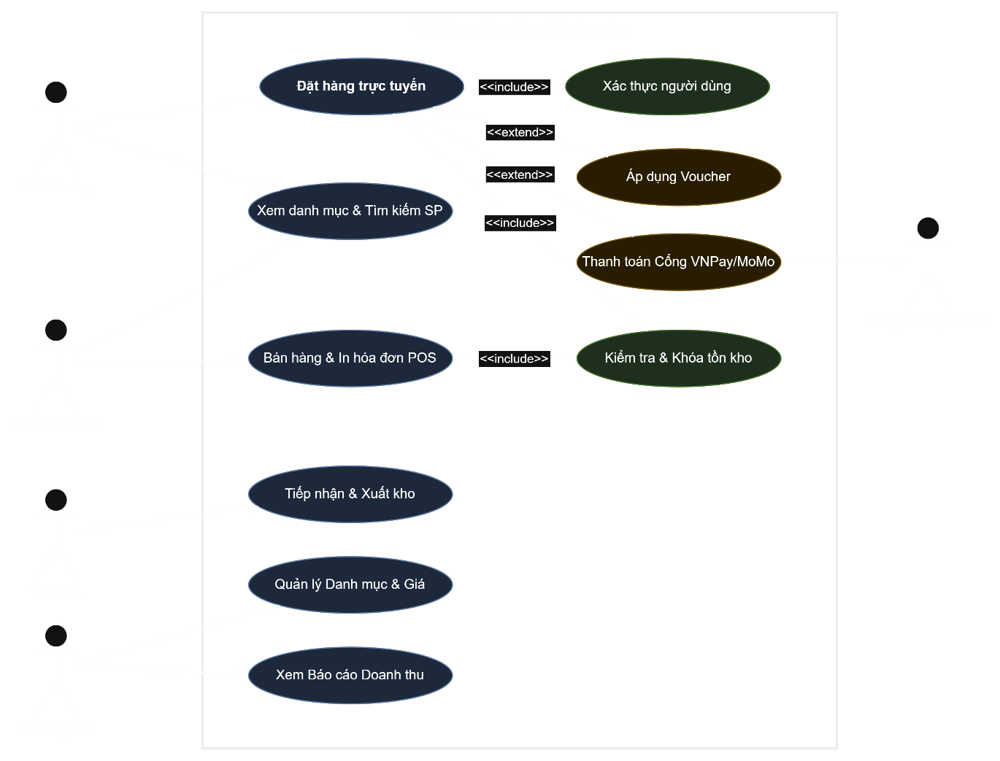 Đặt hàng trực tuyến
<<include>>
Xác thực người dùng
<<extend>>
<<extend>>
Áp dụng Voucher
Xem danh mục & Tìm kiếm SP
<<include>>
Thanh toán Cổng VNPay/MoMo
Bán hàng & In hóa đơn POS
<<include>>
Kiểm tra & Khóa tồn kho
Tiếp nhận & Xuất kho
Quản lý Danh mục & Giá
Xem Báo cáo Doanh thu